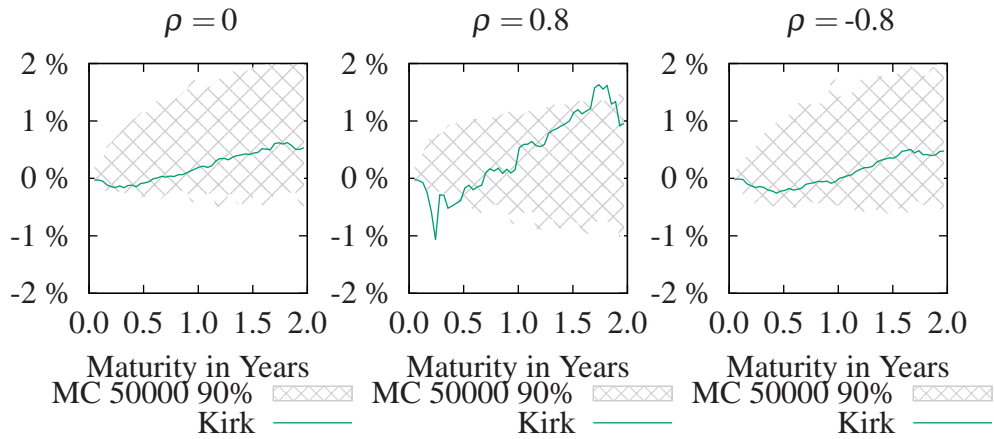 ρ = 0 ρ = 0.8 ρ = -0.8
2 % 2 % 2 %
1 % 1 % 1 %
0 % 0 % 0 %
-1 % -1 % -1 %
-2 % -2 % -2 %
0.0 0.5 1.0 1.5 2.0 0.0 0.5 1.0 1.5 2.0 0.0 0.5 1.0 1.5 2.0
Maturity in Years Maturity in Years Maturity in Years
MC 50000 90% MC 50000 90% MC 50000 90%
Kirk Kirk Kirk